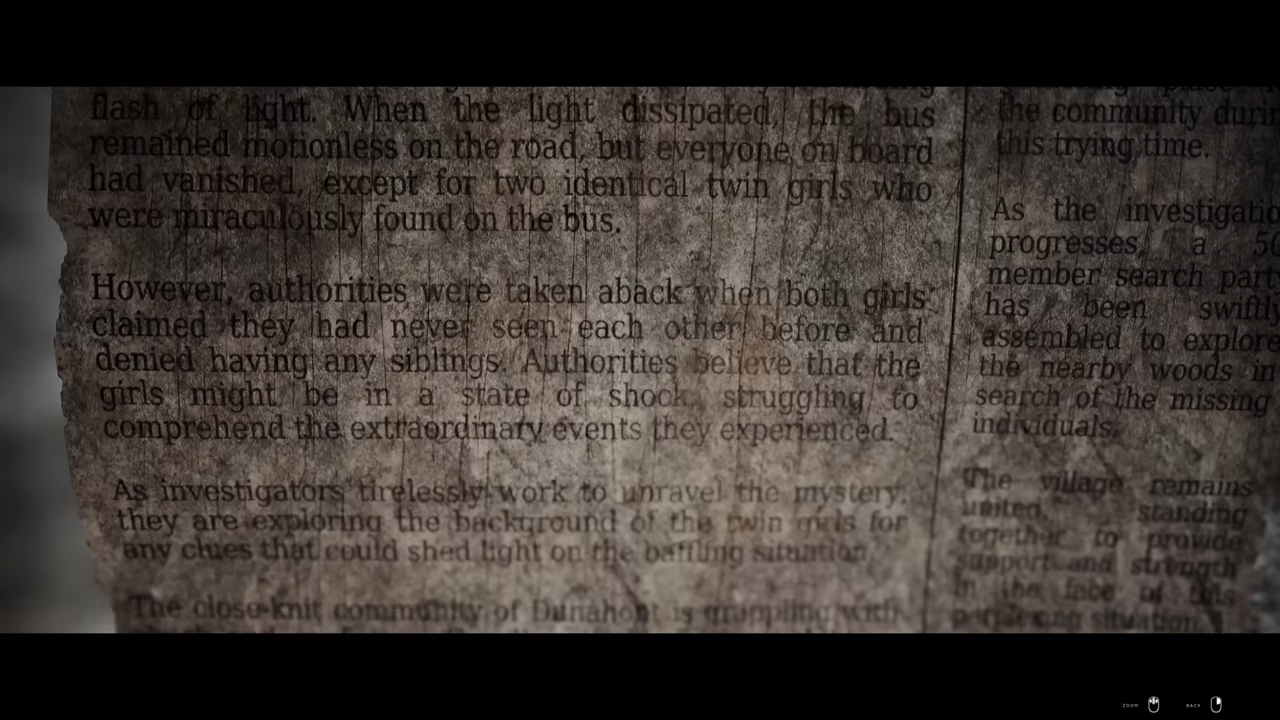 flash of light. When the light dissipated, the bus
remained motionless on the road, but everyone on board
had vanished, except for two identical twin girls who
were miraculously found on the bus.
However, authorities were taken aback when both girls
claimed they had never seen each other before and
denied having any siblings. Authorities believe that the
girls might be in a state of shock, struggling to
comprehend the extraordinary events they experienced.
As investigators tirelessly work to unravel the mystery,
they are exploring the background of the twin girls for
any clues that could shed light on the baffling situation.
The close-knit community of Dunahont is grappling with
the community duri
this trying time.
As the investigatio
progresses, a 50
member search part
has been swiftly
assembled to explore
the nearby woods in
search of the missing
individuals.
The village remains
united, standing
together to provide
support and strength
in the face of this
perplexing situation.
ZOOM
BACK